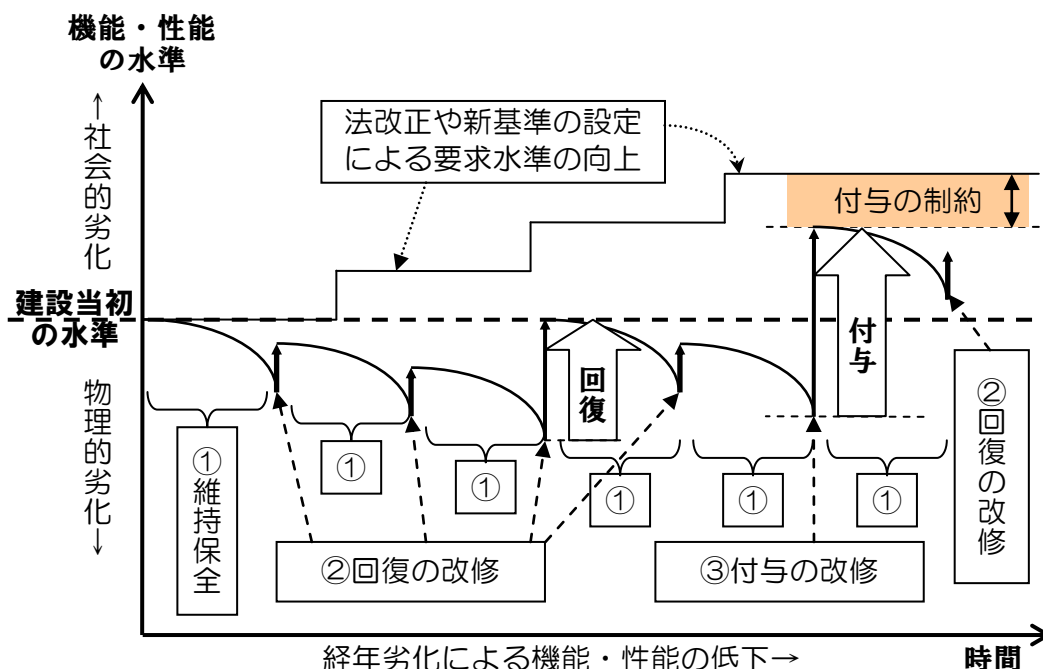 機能・性能
の水準
←社会的劣化
法改正や新基準の設定
による要求水準の向上
付与の制約
建設当初
の水準
物理的劣化→
回復
付与
①維持保全
①
①
①
①
①
②回復の改修
③付与の改修
②回復の改修
経年劣化による機能・性能の低下→
時間